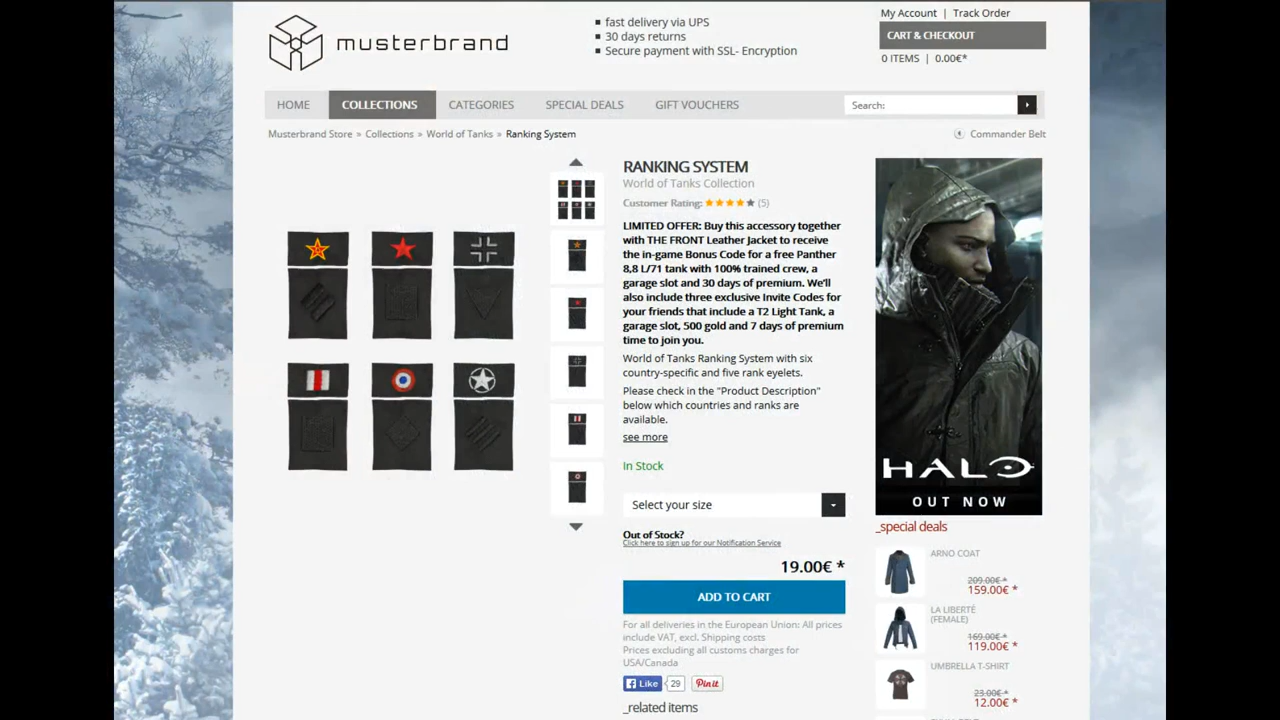 musterbrand
fast delivery via UPS
30 days returns
Secure payment with SSL- Encryption
My Account | Track Order
CART & CHECKOUT
0 ITEMS | 0.00€*
HOME
COLLECTIONS
CATEGORIES
SPECIAL DEALS
GIFT VOUCHERS
Search:
Musterbrand Store » Collections » World of Tanks » Ranking System
Commander Belt
RANKING SYSTEM
World of Tanks Collection
Customer Rating: (5)
LIMITED OFFER: Buy this accessory together
with THE FRONT Leather Jacket to receive
the in-game Bonus Code for a free Panther
8,8 L/71 tank with 100% trained crew, a
garage slot and 30 days of premium. We'll
also include three exclusive Invite Codes for
your friends that include a T2 Light Tank, a
garage slot, 500 gold and 7 days of premium
time to join you.
World of Tanks Ranking System with six
country-specific and five rank eyelets.
Please check in the "Product Description"
below which countries and ranks are
available.
see more
In Stock
Select your size
Out of Stock?
Click here to sign up for our Notification Service
19.00€ *
ADD TO CART
For all deliveries in the European Union: All prices
include VAT, excl. Shipping costs
Prices excluding all customs charges for
USA/Canada
Like 29 Pin it
_related items
HALO
OUT NOW
_special deals
ARNO COAT
209.00€ *
159.00€ *
LA LIBERTÉ
(FEMALE)
169.00€ *
119.00€ *
UMBRELLA T-SHIRT
23.00€ *
12.00€ *